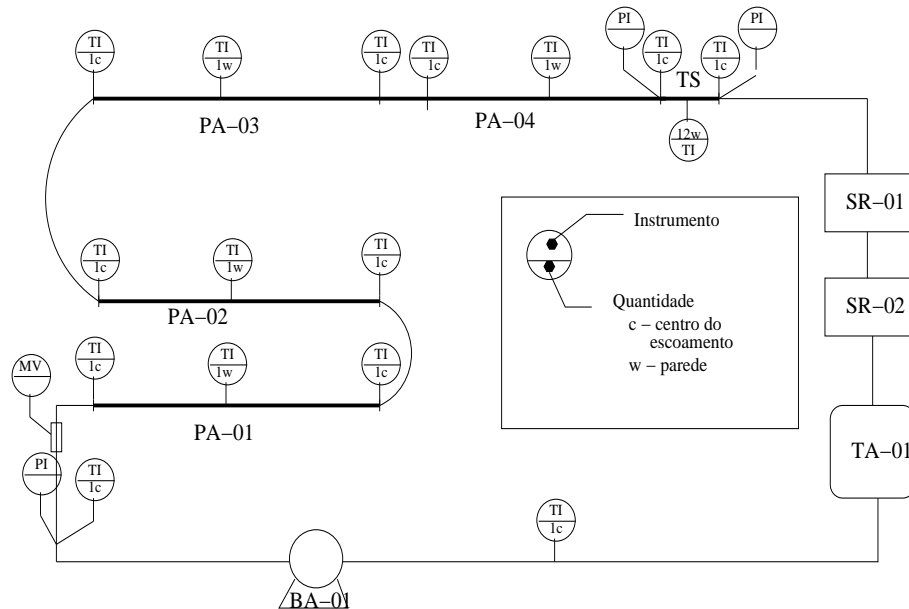 TI
1c
TI
1w
TI
1c
TI
1c
TI
1w
PI
TI
1c
TI
1c
PI
TS
PA−03
PA−04
12w
TI
SR−01
Instrumento
TI
1c
TI
1w
TI
1c
PA−02
Quantidade
c − centro do
escoamento
w − parede
SR−02
MV
TI
1c
TI
1w
TI
1c
PA−01
TA−01
PI
TI
1c
TI
1c
BA−01